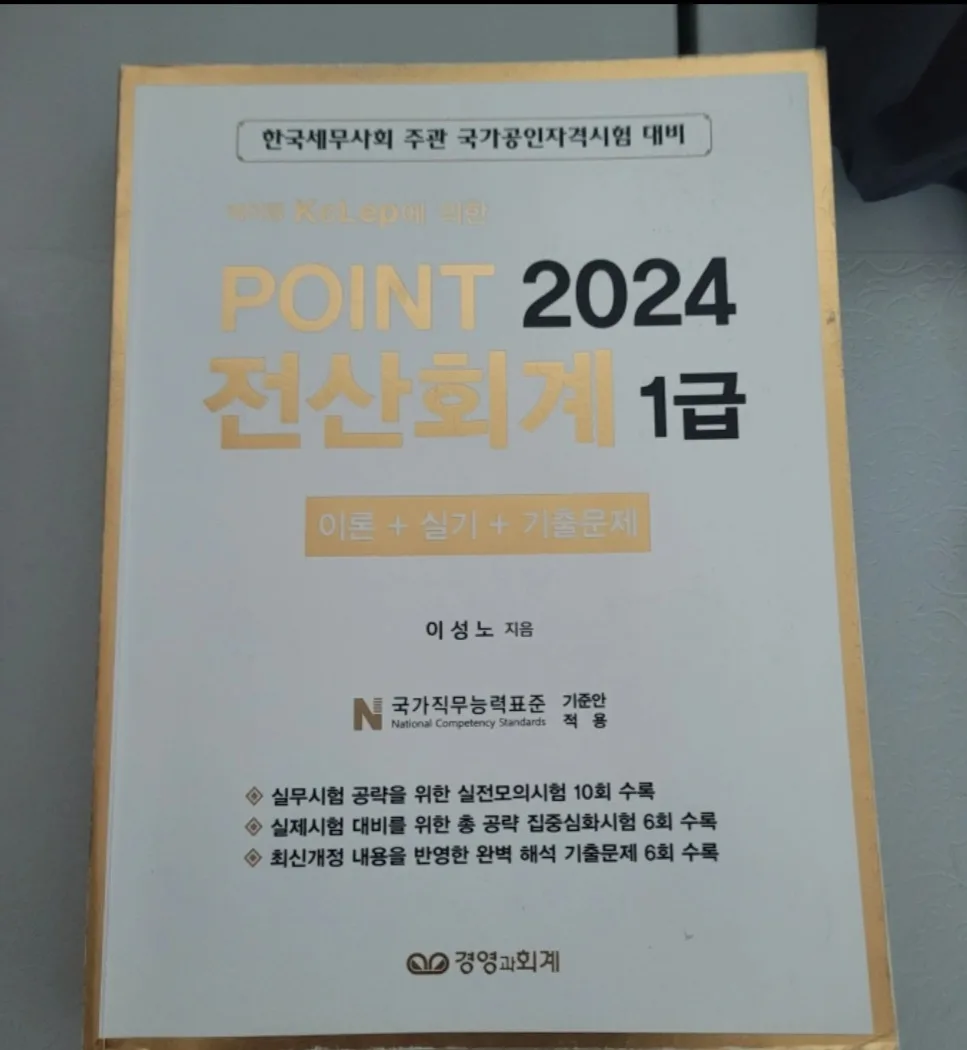 한국세무사회 주관 국가공인자격시험 대비
KcLep에 의한
POINT 2024
전산회계 1급
이론 + 실기 + 기출문제
이성노 지음
N 국가직무능력표준 기준안
National Competency Standards 적 용
실무시험 공략을 위한 실전모의시험 10회 수록
실제시험 대비를 위한 총 공략 집중심화시험 6회 수록
최신개정 내용을 반영한 완벽 해석 기출문제 6회 수록
경영과회계